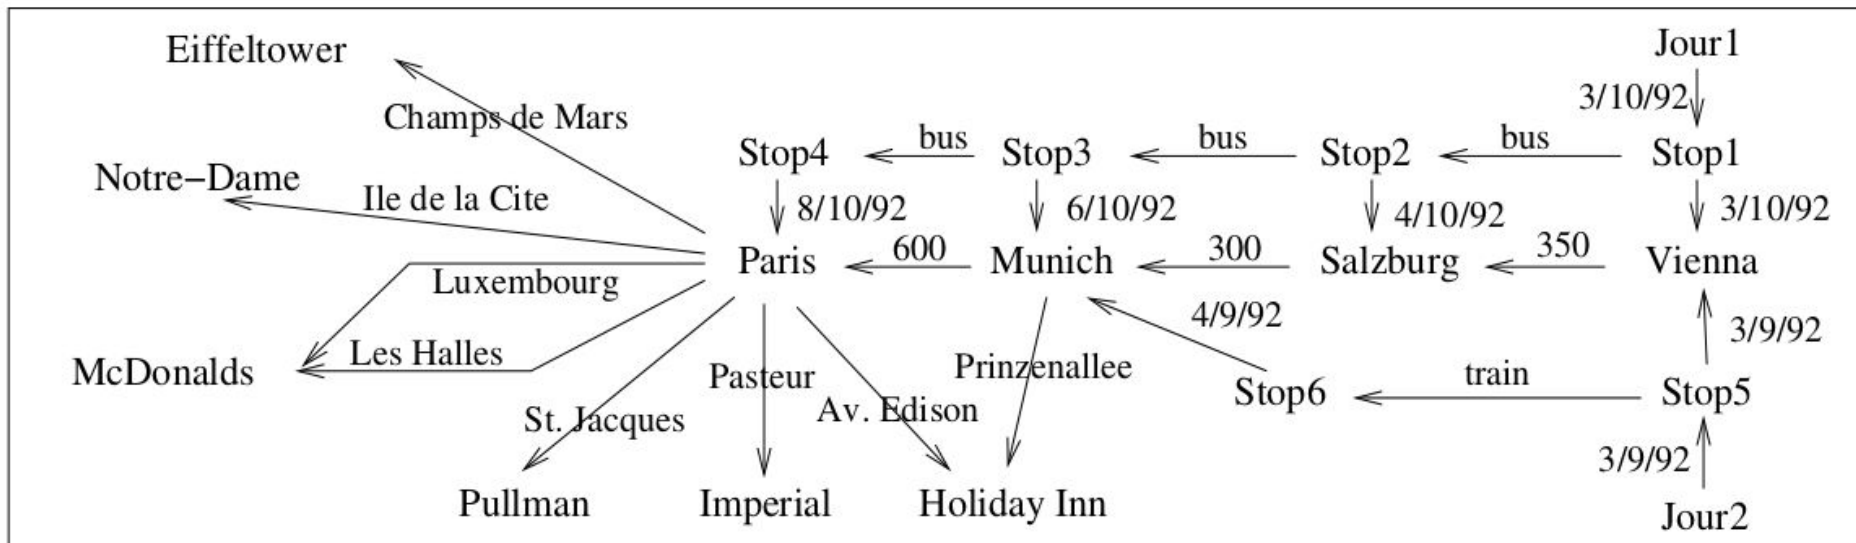 Eiffeltower
Jour1
3/10/92
Champs de Mars
Stop4
bus
Stop3
bus
Stop2
bus
Stop1
Notre-Dame
Ile de la Cite
8/10/92
6/10/92
4/10/92
3/10/92
Paris
600
Munich
300
Salzburg
350
Vienna
Luxembourg
4/9/92
3/9/92
McDonalds
Les Halles
Pasteur
Prinzenallee
Stop6
train
Stop5
St. Jacques
Av. Edison
3/9/92
Pullman
Imperial
Holiday Inn
Jour2